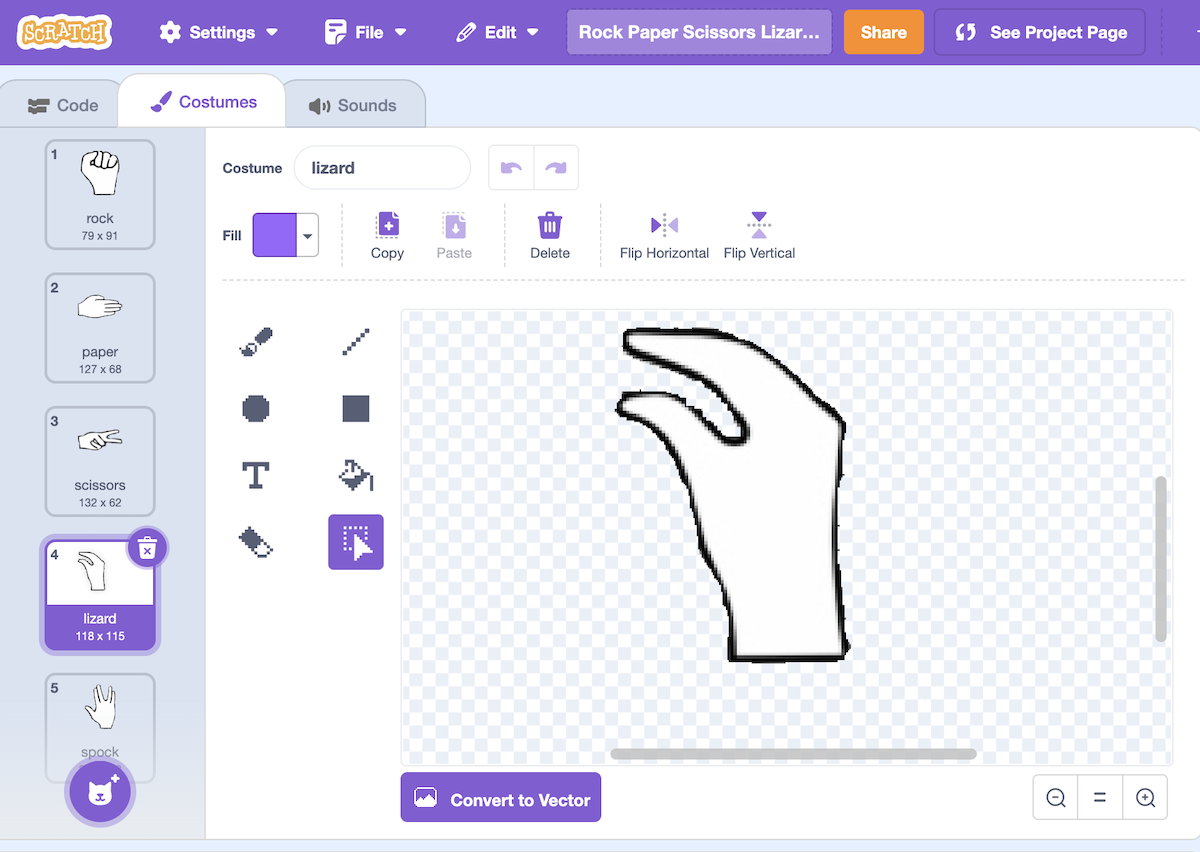 SCRATCH Settings File Edit Rock Paper Scissors Lizar... Share See Project Page
Code Costumes Sounds
1
rock
79 x 91
2
paper
127 x 68
3
scissors
132 x 62
4
lizard
118 x 115
5
spock
Costume lizard
Fill Copy Paste Delete Flip Horizontal Flip Vertical
T
Convert to Vector